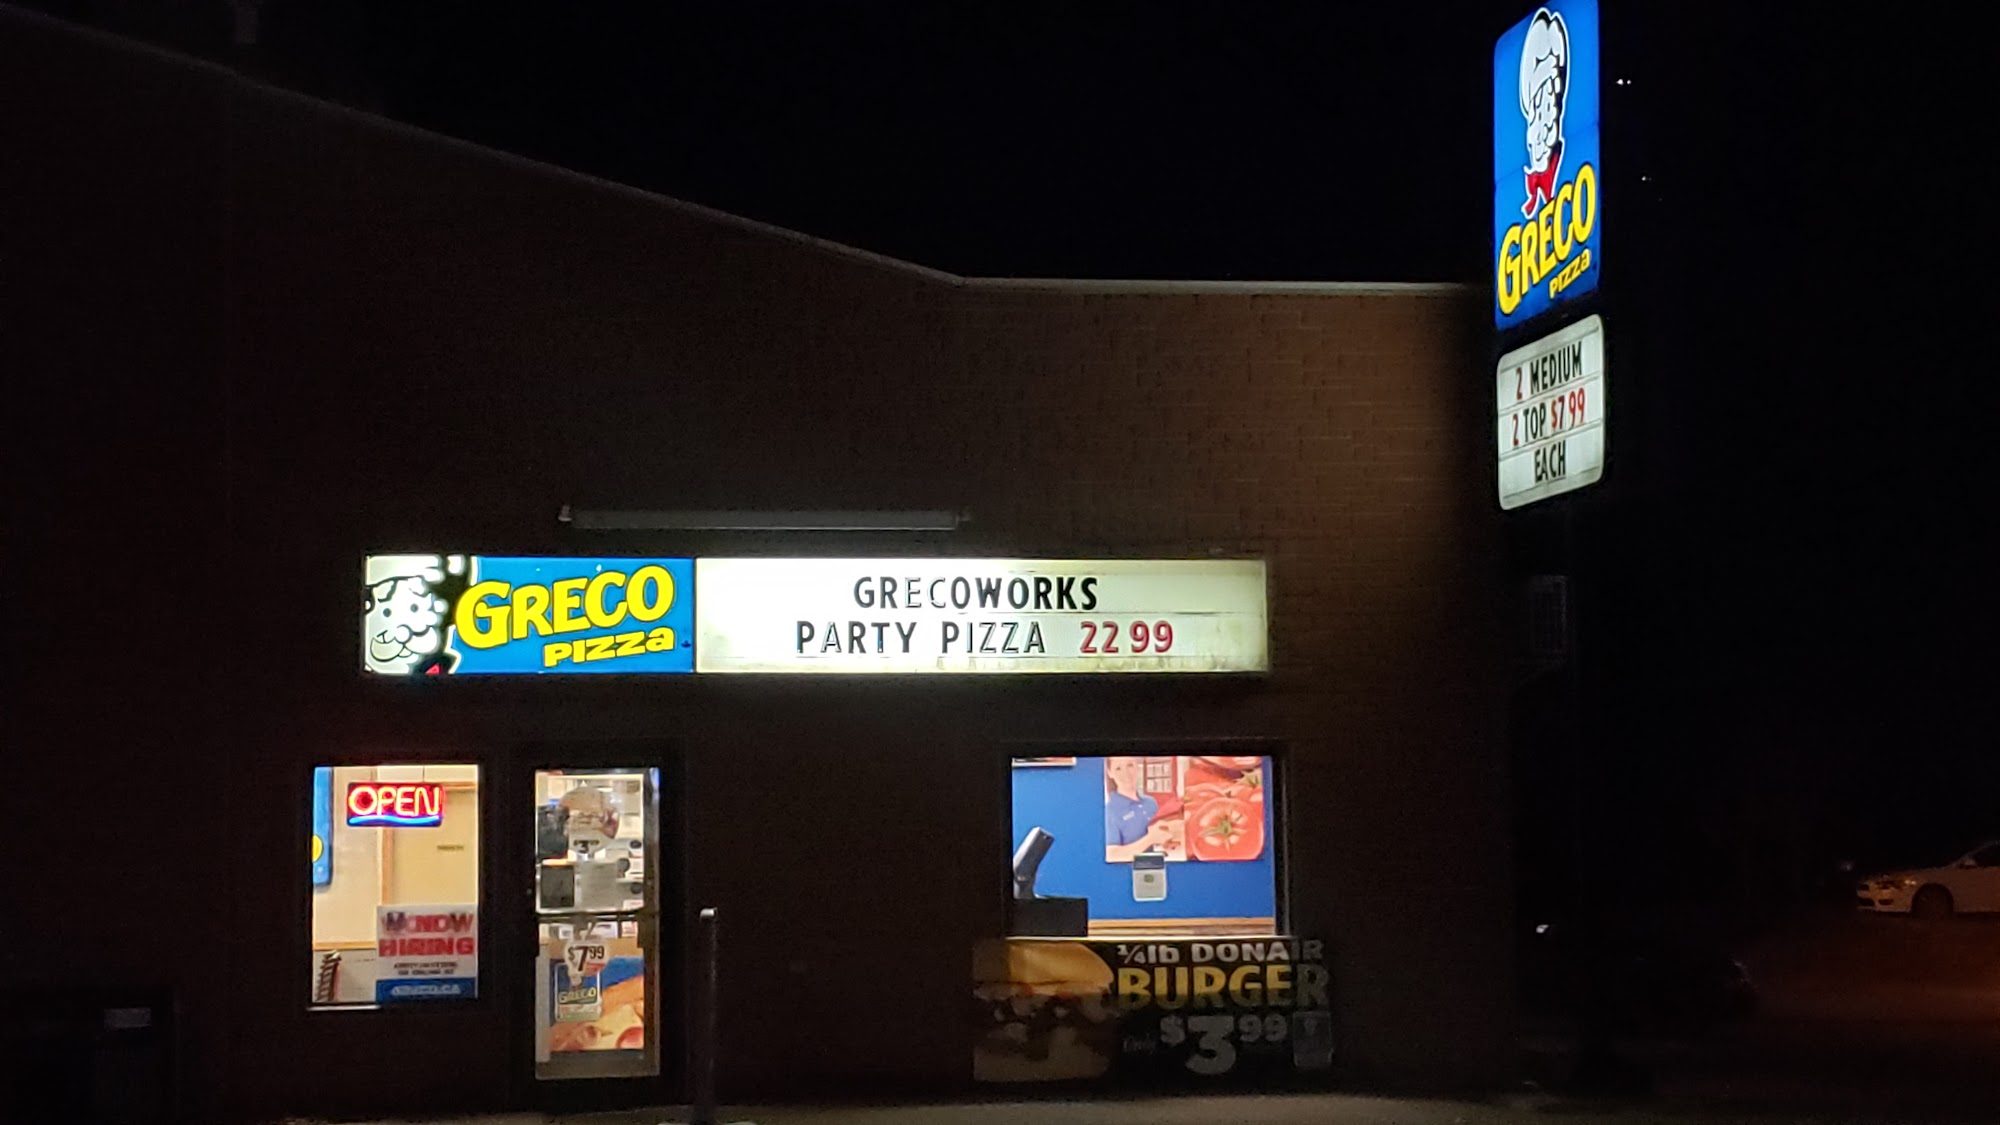 GRECO
PIZZA
2 MEDIUM
2 TOP $7 99
EACH
GRECO
PIZZA
GRECOWORKS
PARTY PIZZA 22 99
OPEN
NOW
HIRING
$7.99
GRECO
1/4lb DONAIR
BURGER
Only $3.99